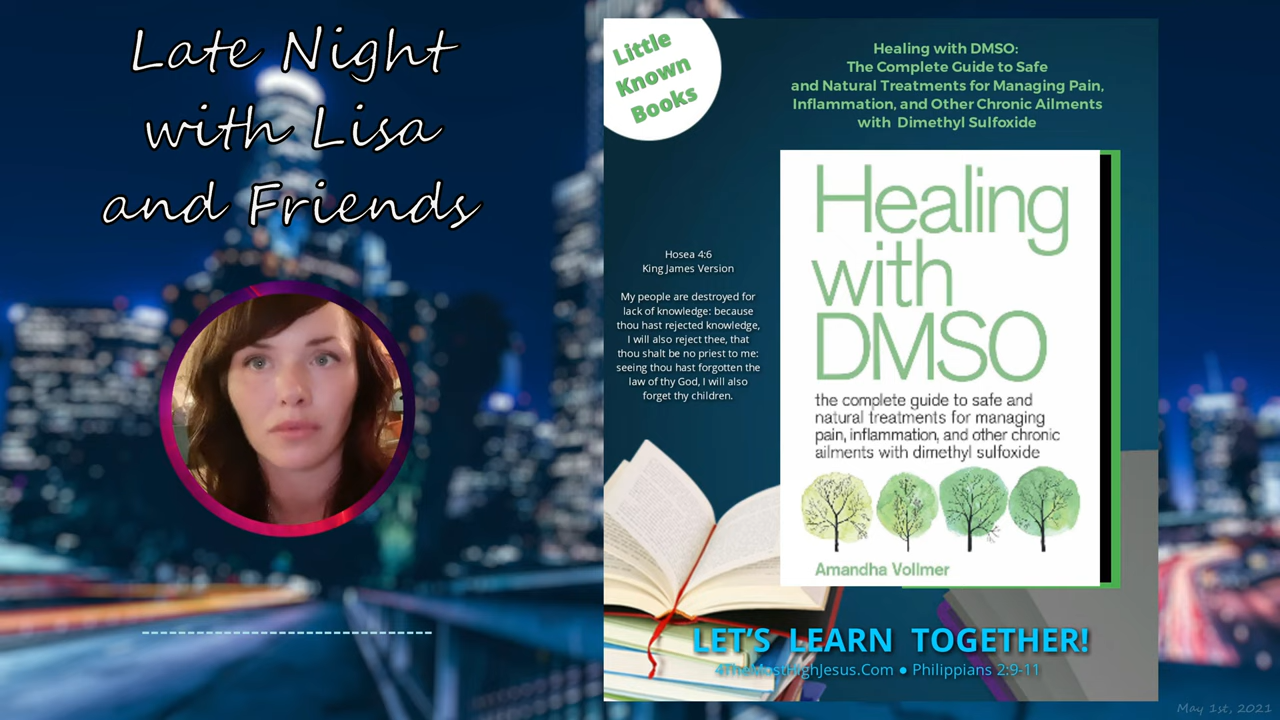 Late Night
with Lisa
and Friends
Little
Known
Books
Healing with DMSO:
The Complete Guide to Safe
and Natural Treatments for Managing Pain,
Inflammation, and Other Chronic Ailments
with Dimethyl Sulfoxide
Hosea 4:6
King James Version
My people are destroyed for
lack of knowledge: because
thou hast rejected knowledge,
I will also reject thee, that
thou shalt be no priest to me:
seeing thou hast forgotten the
law of thy God, I will also
forget thy children.
Healing
with
DMSO
the complete guide to safe and
natural treatments for managing
pain, inflammation, and other chronic
ailments with dimethyl sulfoxide
Amandha Vollmer
LET'S LEARN TOGETHER!
4TheMostHighJesus.Com ● Philippians 2:9-11
May 1st, 2021